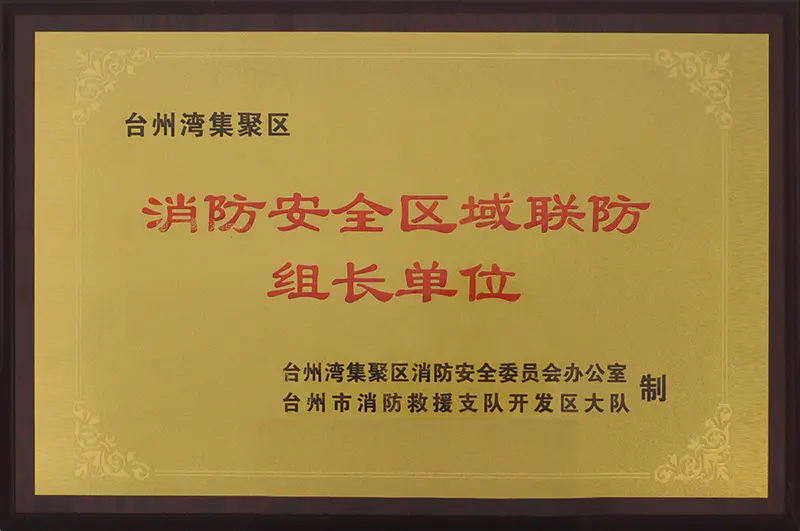 台州湾集聚区
消防安全区域联防
组长单位
台州湾集聚区消防安全委员会办公室
台州市消防救援支队开发区大队
制